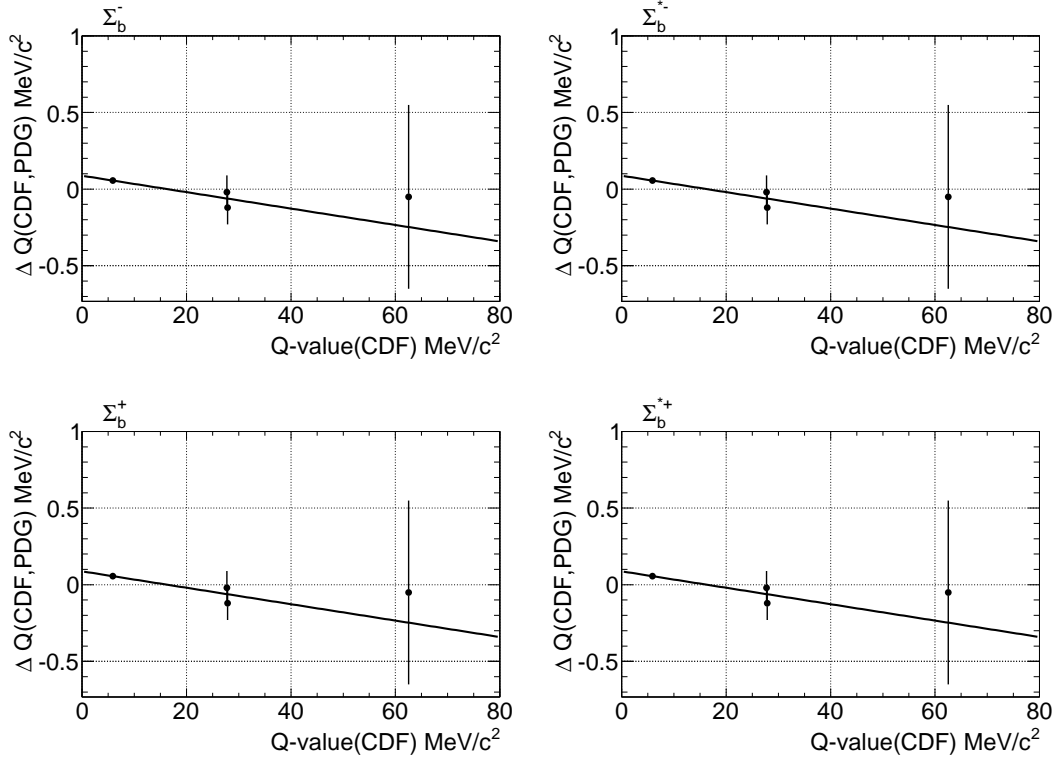 Σb-
Δ Q(CDF,PDG) MeV/c2
1
0.5
0
-0.5
0 20 40 60 80
Q-value(CDF) MeV/c2
Σb*-
Δ Q(CDF,PDG) MeV/c2
1
0.5
0
-0.5
0 20 40 60 80
Q-value(CDF) MeV/c2
Σb+
Δ Q(CDF,PDG) MeV/c2
1
0.5
0
-0.5
0 20 40 60 80
Q-value(CDF) MeV/c2
Σb*+
Δ Q(CDF,PDG) MeV/c2
1
0.5
0
-0.5
0 20 40 60 80
Q-value(CDF) MeV/c2